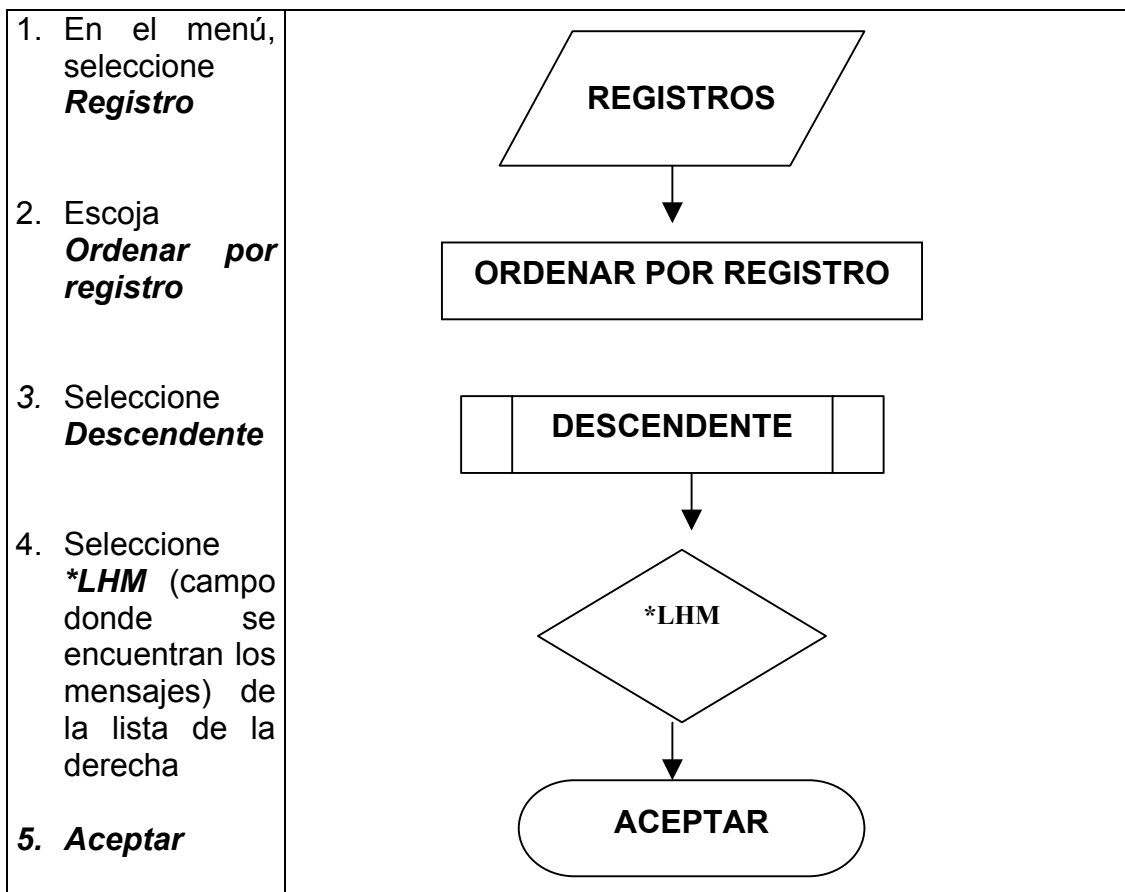 1. En el menú,
seleccione
Registro
2. Escoja
Ordenar por
registro
3. Seleccione
Descendente
4. Seleccione
*LHM (campo
donde se
encuentran los
mensajes) de
la lista de la
derecha
5. Aceptar
REGISTROS
ORDENAR POR REGISTRO
DESCENDENTE
*LHM
ACEPTAR